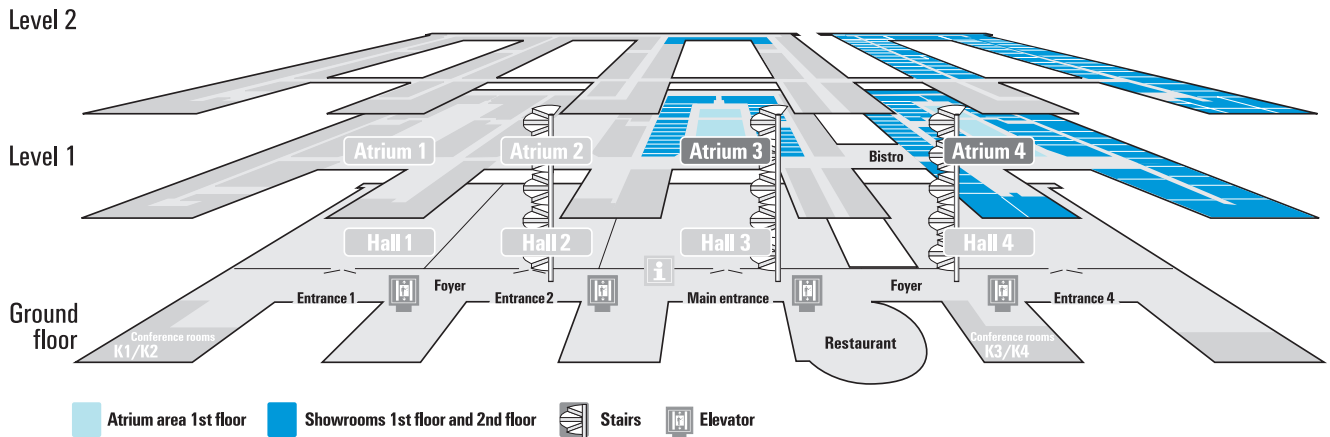 Level 2
Level 1
Atrium 1
Atrium 2
Atrium 3
Bistro
Atrium 4
Hall 1
Hall 2
Hall 3
Hall 4
i
Foyer
Foyer
Entrance 1
Entrance 2
Main entrance
Entrance 4
Ground
floor
Conference rooms
K1/K2
Restaurant
Conference rooms
K3/K4
Atrium area 1st floor
Showrooms 1st floor and 2nd floor
Stairs
Elevator